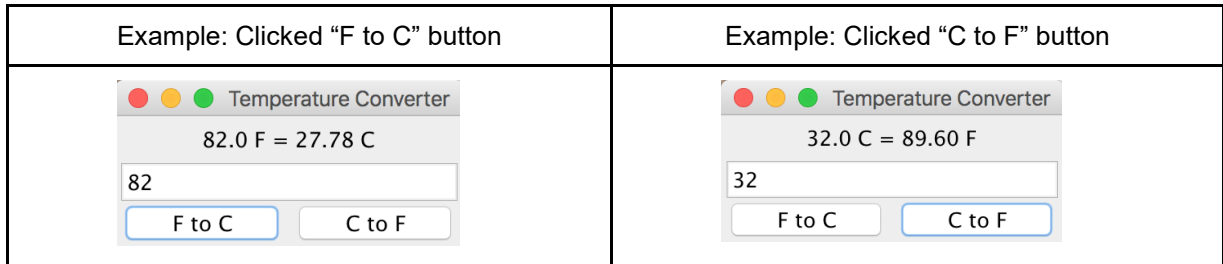 Example: Clicked “F to C” button
Example: Clicked “C to F” button
Temperature Converter
82.0 F = 27.78 C
82
F to C
C to F
Temperature Converter
32.0 C = 89.60 F
32
F to C
C to F